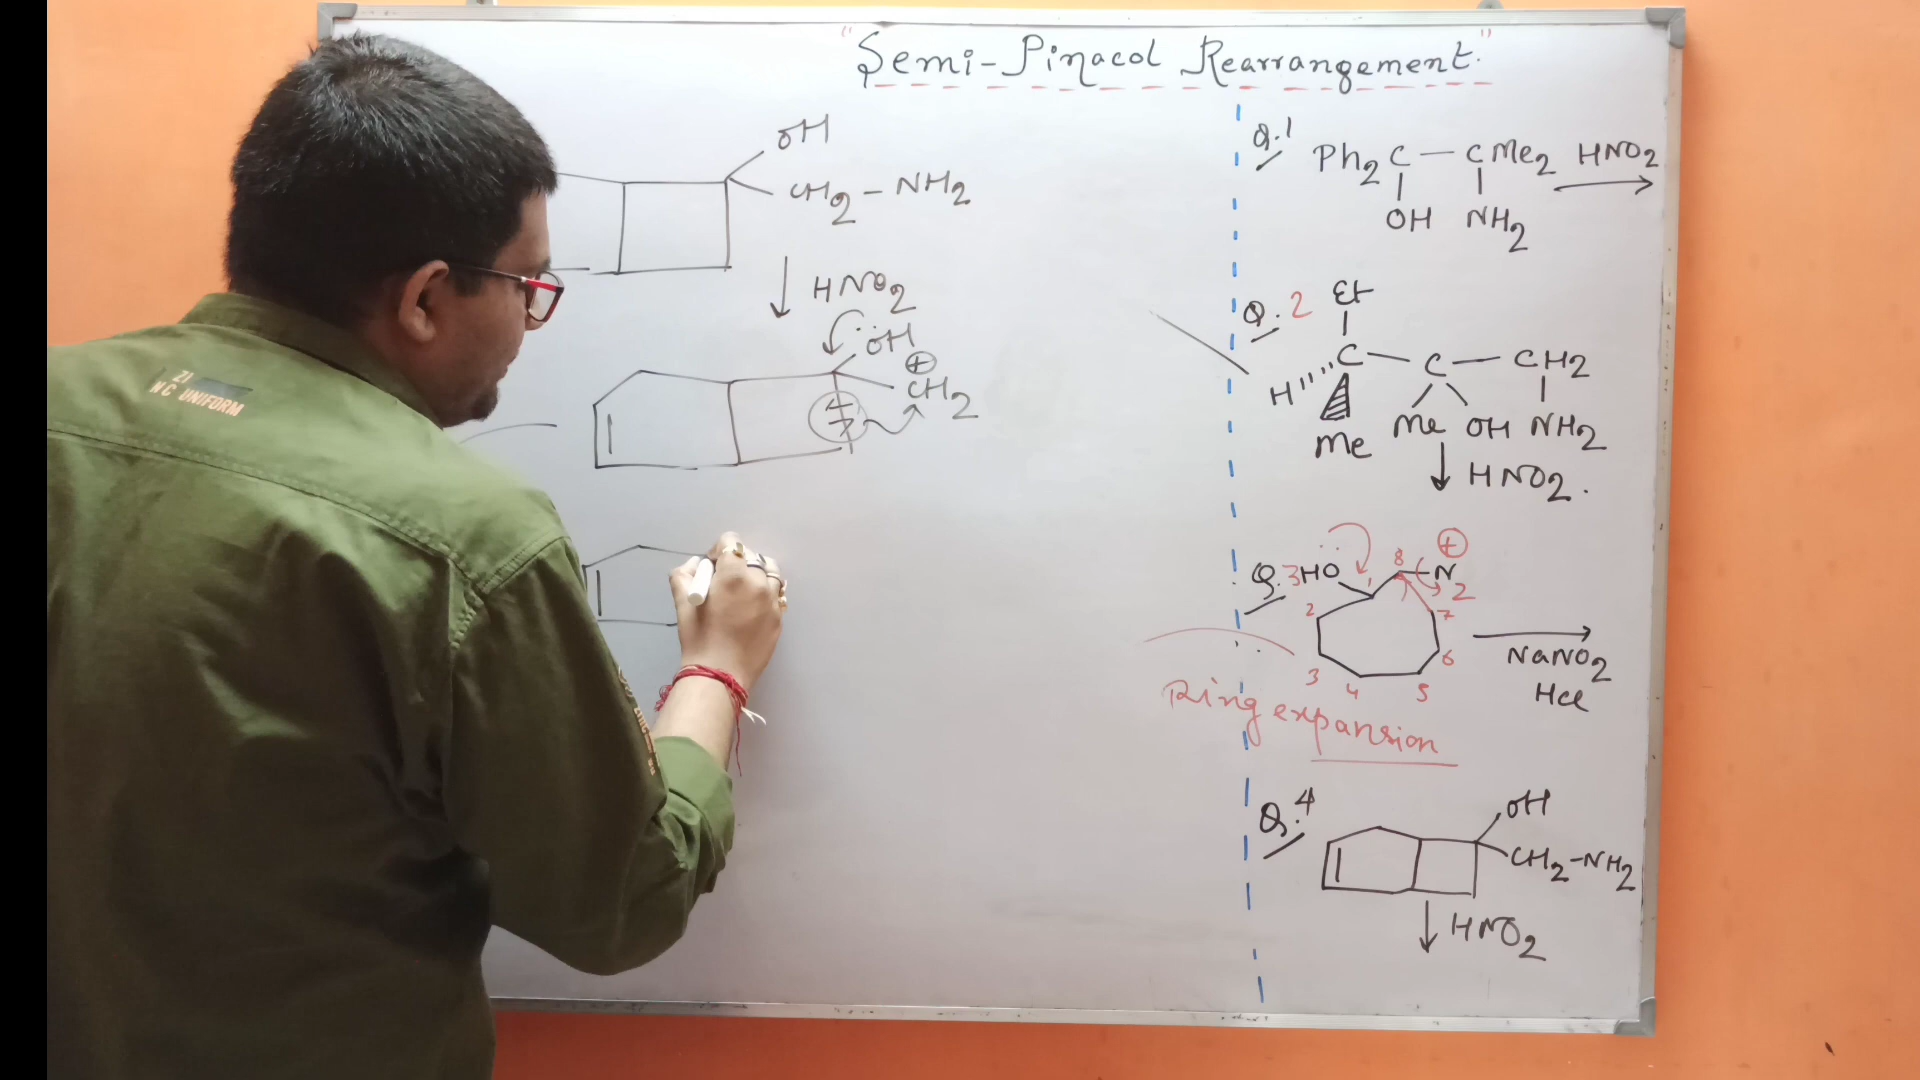 "Semi-Pinacol Rearrangement."
OH
CH2 - NH2
HNO2
OH
⊕
CH2
ZI
NC UNIFORM
Q.1
Ph2C — CMe2 HNO2
OH NH2
Q.2
Et
H C — C — CH2
Me Me OH NH2
HNO2.
Q.3 HO N2 ⊕
1 2 3 4 5 6 7 8
NaNO2
HCl
Ring expansion
Q.4
OH
CH2-NH2
HNO2